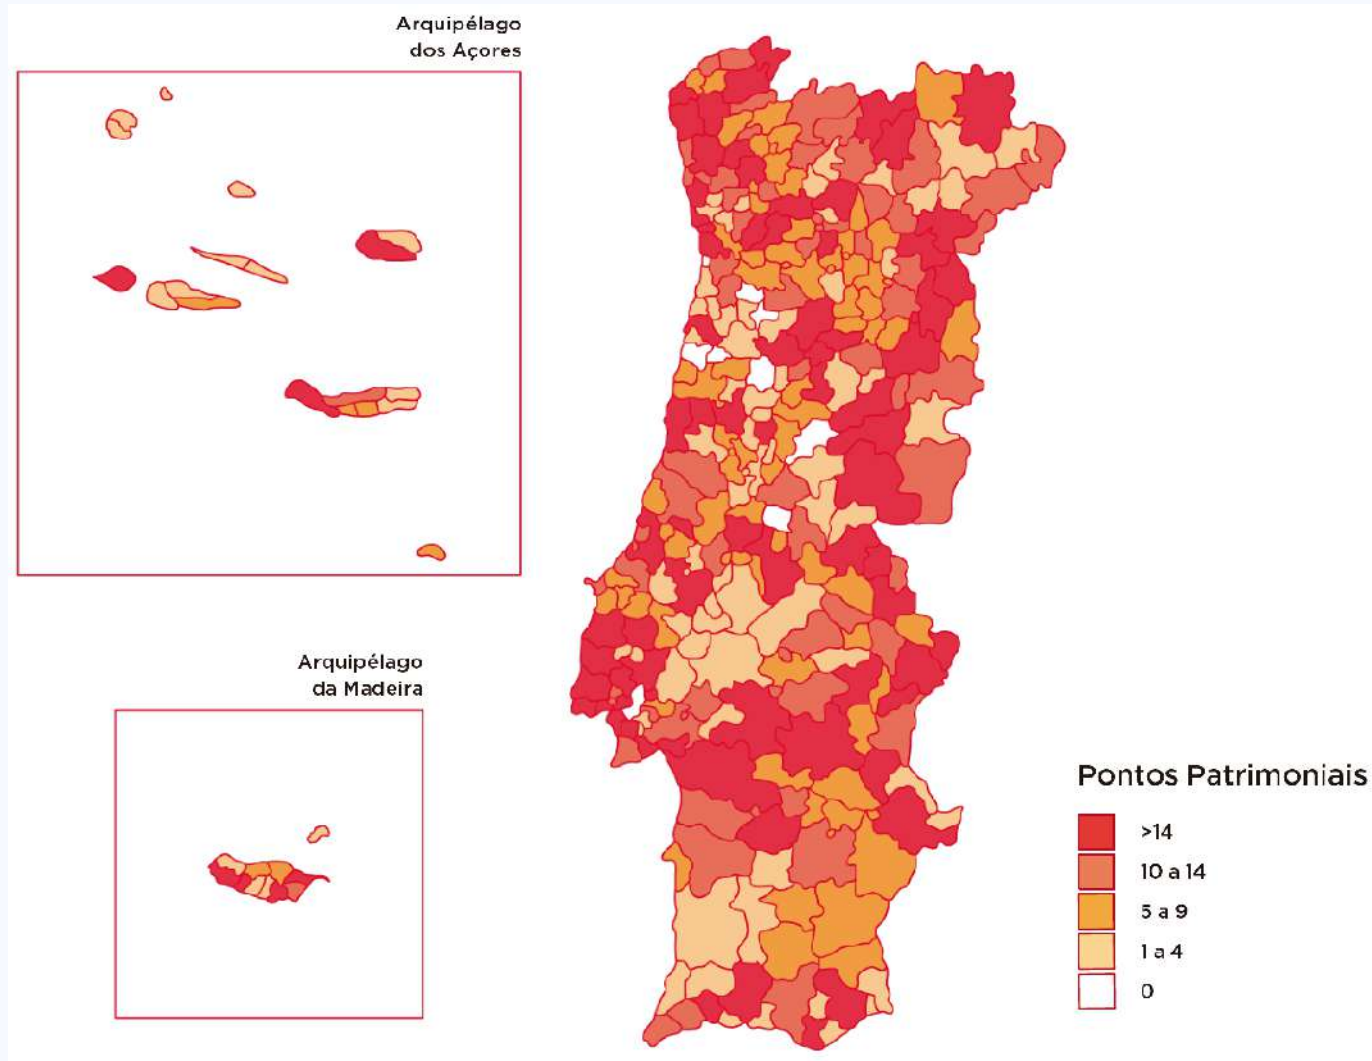 Arquipélago
dos Açores
Arquipélago
da Madeira
Pontos Patrimoniais
>14
10 a 14
5 a 9
1 a 4
0